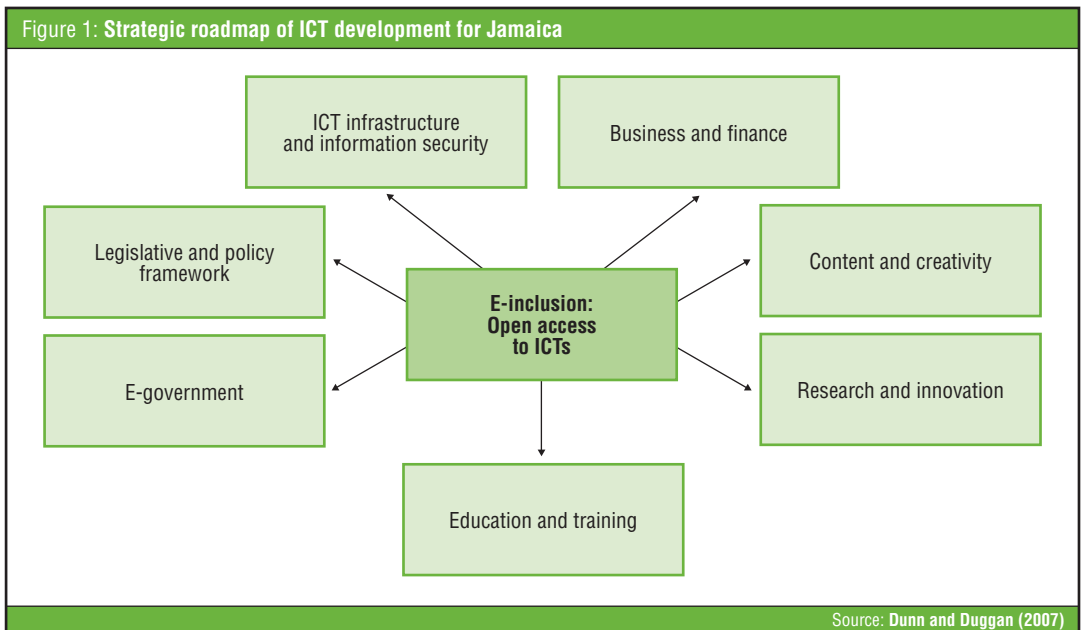 Figure 1: Strategic roadmap of ICT development for Jamaica
ICT infrastructure
and information security
Business and finance
Legislative and policy
framework
Content and creativity
E-inclusion:
Open access
to ICTs
E-government
Research and innovation
Education and training
Source: Dunn and Duggan (2007)